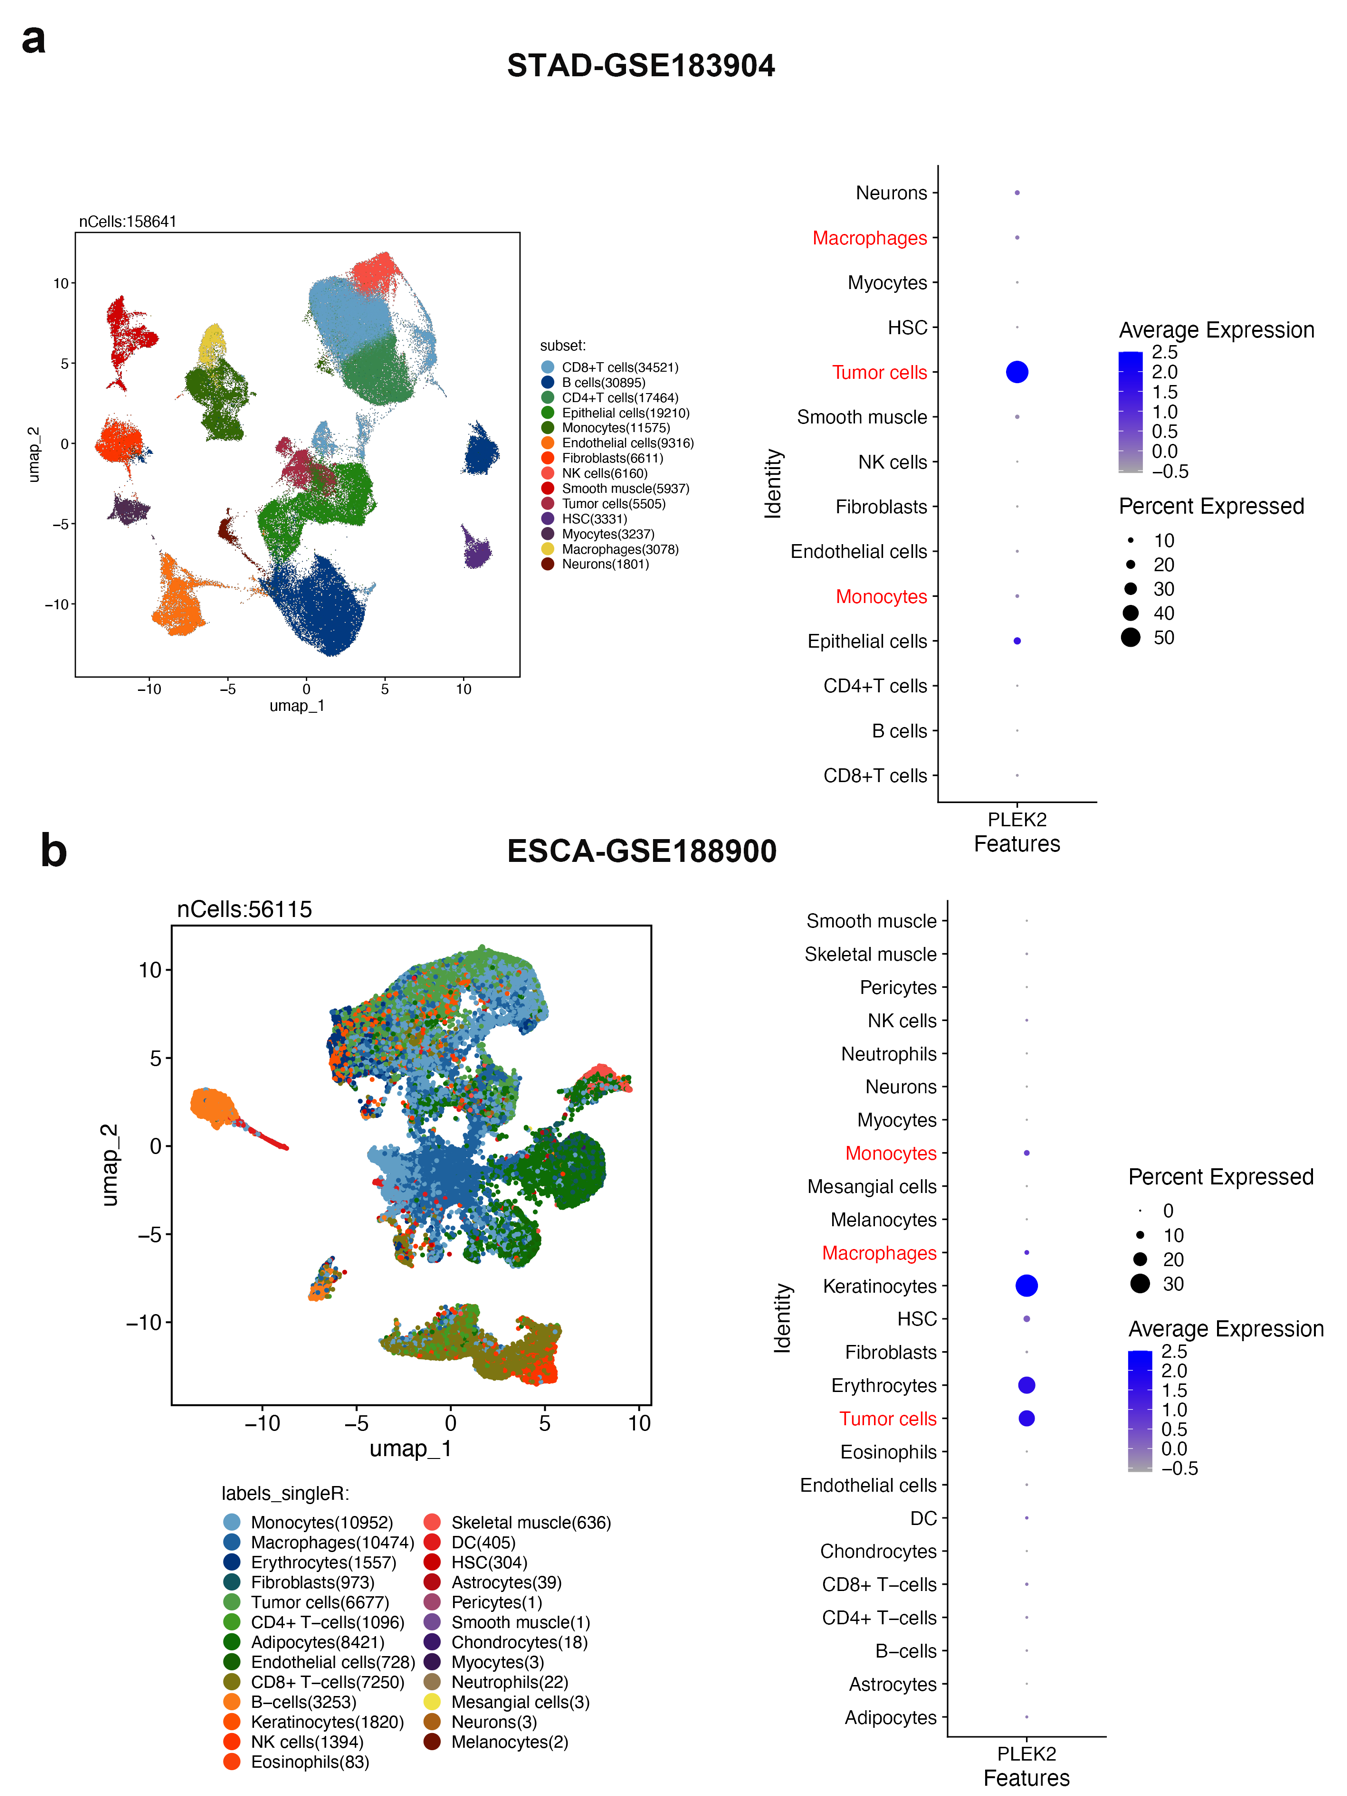 a
STAD-GSE183904
nCells:158641
10
5
0
−5
−10
umap_2
−10
−5
0
5
10
umap_1
subset:
CD8+T cells(34521)
B cells(30895)
CD4+T cells(17464)
Epithelial cells(19210)
Monocytes(11575)
Endothelial cells(9316)
Fibroblasts(6611)
NK cells(6160)
Smooth muscle(5937)
Tumor cells(5505)
HSC(3331)
Myocytes(3237)
Macrophages(3078)
Neurons(1801)
Identity
Neurons
Macrophages
Myocytes
HSC
Tumor cells
Smooth muscle
NK cells
Fibroblasts
Endothelial cells
Monocytes
Epithelial cells
CD4+T cells
B cells
CD8+T cells
PLEK2
Features
Average Expression
2.5
2.0
1.5
1.0
0.5
0.0
−0.5
Percent Expressed
10
20
30
40
50
b
ESCA-GSE188900
nCells:56115
10
5
0
−5
−10
umap_2
−10
−5
0
5
10
umap_1
labels_singleR:
Monocytes(10952)
Macrophages(10474)
Erythrocytes(1557)
Fibroblasts(973)
Tumor cells(6677)
CD4+ T−cells(1096)
Adipocytes(8421)
Endothelial cells(728)
CD8+ T−cells(7250)
B−cells(3253)
Keratinocytes(1820)
NK cells(1394)
Eosinophils(83)
Skeletal muscle(636)
DC(405)
HSC(304)
Astrocytes(39)
Pericytes(1)
Smooth muscle(1)
Chondrocytes(18)
Myocytes(3)
Neutrophils(22)
Mesangial cells(3)
Neurons(3)
Melanocytes(2)
Identity
Smooth muscle
Skeletal muscle
Pericytes
NK cells
Neutrophils
Neurons
Myocytes
Monocytes
Mesangial cells
Melanocytes
Macrophages
Keratinocytes
HSC
Fibroblasts
Erythrocytes
Tumor cells
Eosinophils
Endothelial cells
DC
Chondrocytes
CD8+ T−cells
CD4+ T−cells
B−cells
Astrocytes
Adipocytes
PLEK2
Features
Percent Expressed
0
10
20
30
Average Expression
2.5
2.0
1.5
1.0
0.5
0.0
−0.5